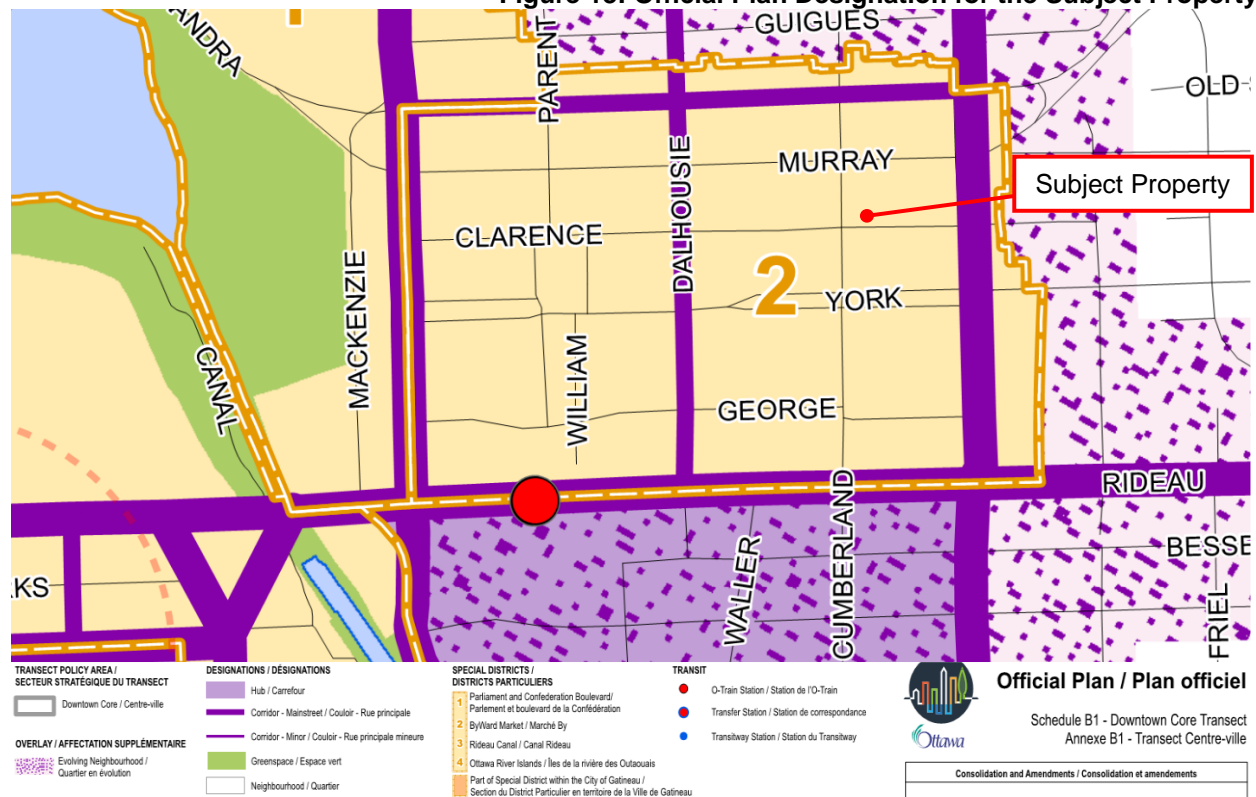 Figure 15: Official Plan Designation for the Subject Property
GUIGUES
ANDRA
PARENT
OLD
MURRAY
Subject Property
DALHOUSIE
CLARENCE
2
YORK
MACKENZIE
CANAL
WILLIAM
GEORGE
RIDEAU
CUMBERLAND
WALLER
BESSE
KS
FRIEL
TRANSECT POLICY AREA /
SECTEUR STRATÉGIQUE DU TRANSECT
Downtown Core / Centre-ville
OVERLAY / AFFECTATION SUPPLÉMENTAIRE
Evolving Neighbourhood /
Quartier en évolution
DESIGNATIONS / DÉSIGNATIONS
Hub / Carrefour
Corridor - Mainstreet / Couloir - Rue principale
Corridor - Minor / Couloir - Rue principale mineure
Greenspace / Espace vert
Neighbourhood / Quartier
SPECIAL DISTRICTS /
DISTRICTS PARTICULIERS
1 Parliament and Confederation Boulevard/
Parlement et boulevard de la Confédération
2 ByWard Market / Marché By
3 Rideau Canal / Canal Rideau
4 Ottawa River Islands / Îles de la rivière des Outaouais
Part of Special District within the City of Gatineau /
Section du District Particulier en territoire de la Ville de Gatineau
TRANSIT
O-Train Station / Station de l'O-Train
Transfer Station / Station de correspondance
Transitway Station / Station du Transitway
Ottawa
Official Plan / Plan officiel
Schedule B1 - Downtown Core Transect
Annexe B1 - Transect Centre-ville
Consolidation and Amendments / Consolidation et amendements